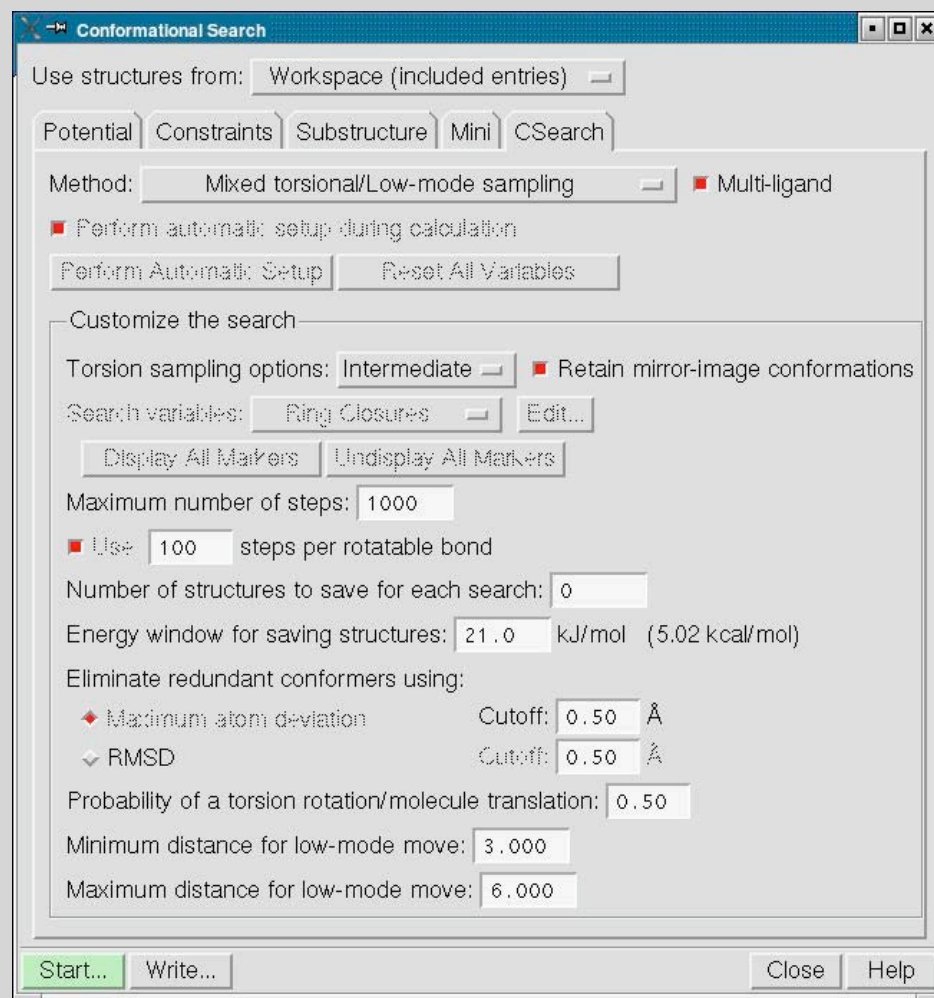 Conformational Search
Use structures from: Workspace (included entries)
Potential Constraints Substructure Mini CSearch
Method: Mixed torsional/Low-mode sampling Multi-ligand
Perform automatic setup during calculation
Perform Automatic Setup Reset All Variables
Customize the search
Torsion sampling options: Intermediate Retain mirror-image conformations
Search variables: Ring Closures Edit...
Display All Markers Undisplay All Markers
Maximum number of steps: 1000
Use 100 steps per rotatable bond
Number of structures to save for each search: 0
Energy window for saving structures: 21.0 kJ/mol (5.02 kcal/mol)
Eliminate redundant conformers using:
Maximum atom deviation Cutoff: 0.50 Å
RMSD Cutoff: 0.50 Å
Probability of a torsion rotation/molecule translation: 0.50
Minimum distance for low-mode move: 3.000
Maximum distance for low-mode move: 6.000
Start... Write... Close Help